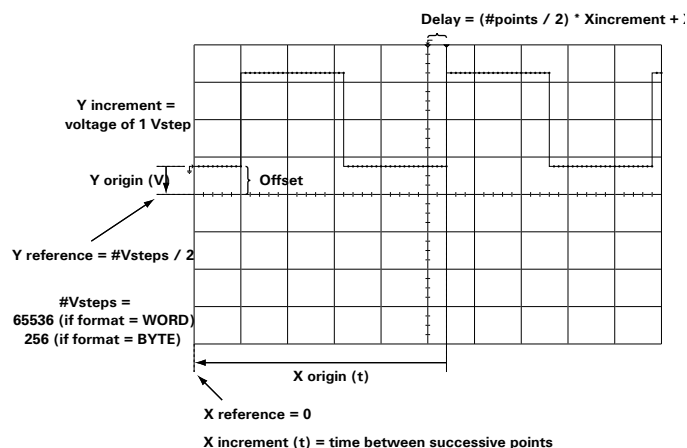 Delay = (#points / 2) * Xincrement +
Y increment =
voltage of 1 Vstep
Y origin (V)
Offset
Y reference = #Vsteps / 2
#Vsteps =
65536 (if format = WORD)
256 (if format = BYTE)
X origin (t)
X reference = 0
X increment (t) = time between successive points